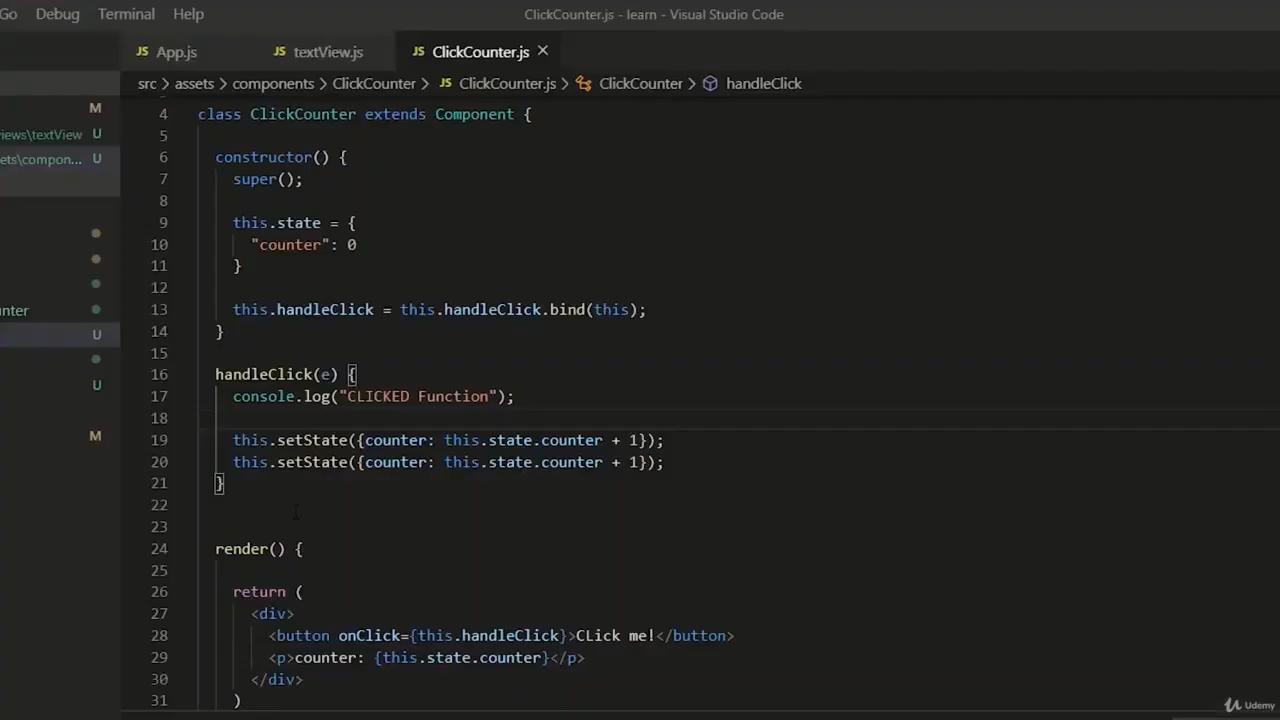 Go Debug Terminal Help ClickCounter.js - learn - Visual Studio Code
JS App.js JS textView.js JS ClickCounter.js ×
src > assets > components > ClickCounter > JS ClickCounter.js > ClickCounter > handleClick
M
iews\textView U
ets\compon... U
nter
U
U
M
4 class ClickCounter extends Component {
5
6 constructor() {
7 super();
8
9 this.state = {
10 "counter": 0
11 }
12
13 this.handleClick = this.handleClick.bind(this);
14 }
15
16 handleClick(e) {
17 console.log("CLICKED Function");
18
19 this.setState({counter: this.state.counter + 1});
20 this.setState({counter: this.state.counter + 1});
21 }
22
23
24 render() {
25
26 return (
27 <div>
28 <button onClick={this.handleClick}>CLick me!</button>
29 <p>counter: {this.state.counter}</p>
30 </div>
31 )
Udemy